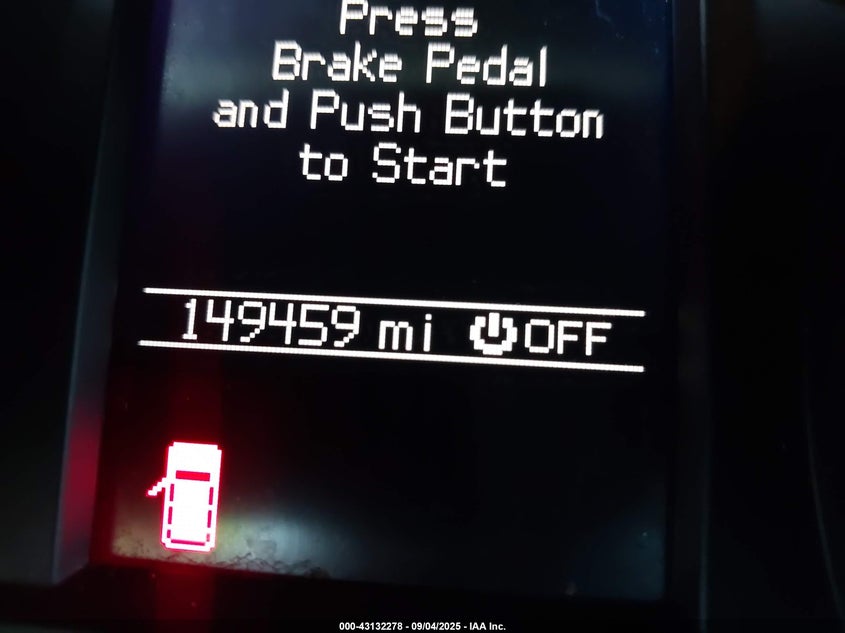 Press
Brake Pedal
and Push Button
to Start
149459 mi OFF
000-43132278 - 09/04/2025 - IAA Inc.